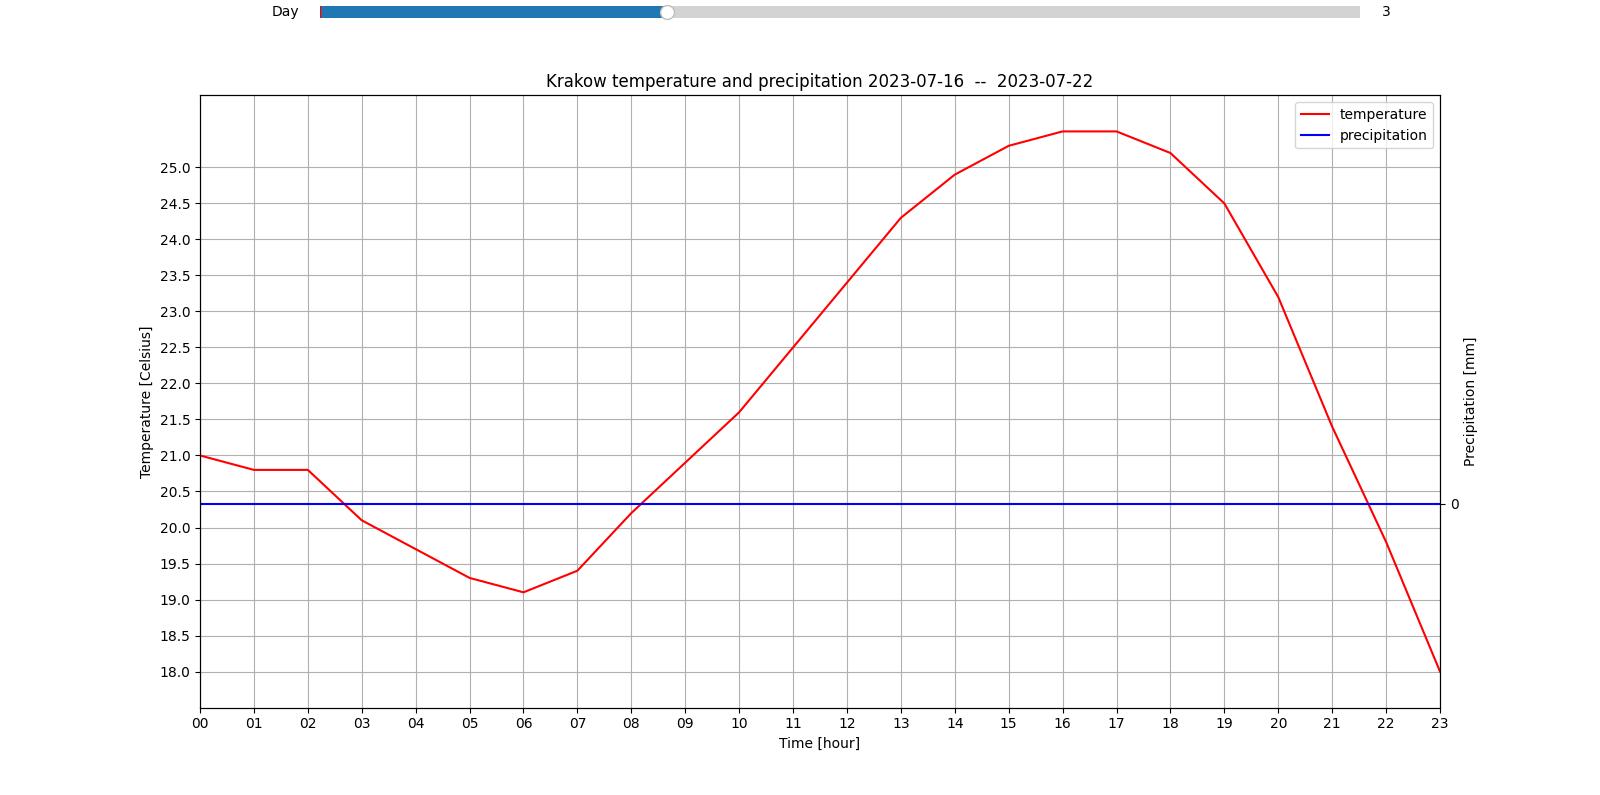 Day 3
Krakow temperature and precipitation 2023-07-16  --  2023-07-22
temperature
precipitation
25.0
24.5
24.0
23.5
23.0
22.5
22.0
21.5
21.0
20.5
20.0
19.5
19.0
18.5
18.0
Temperature [Celsius]
Precipitation [mm]
0
00 01 02 03 04 05 06 07 08 09 10 11 12 13 14 15 16 17 18 19 20 21 22 23
Time [hour]